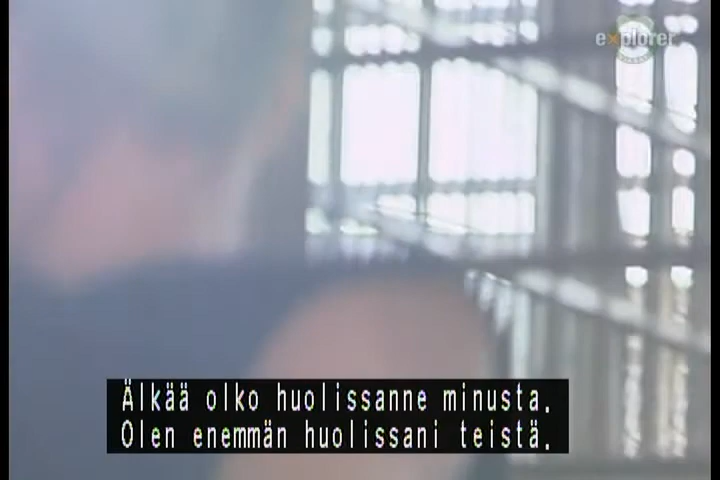 explorer
Älkää olko huolissanne minusta.
Olen enemmän huolissani teistä.